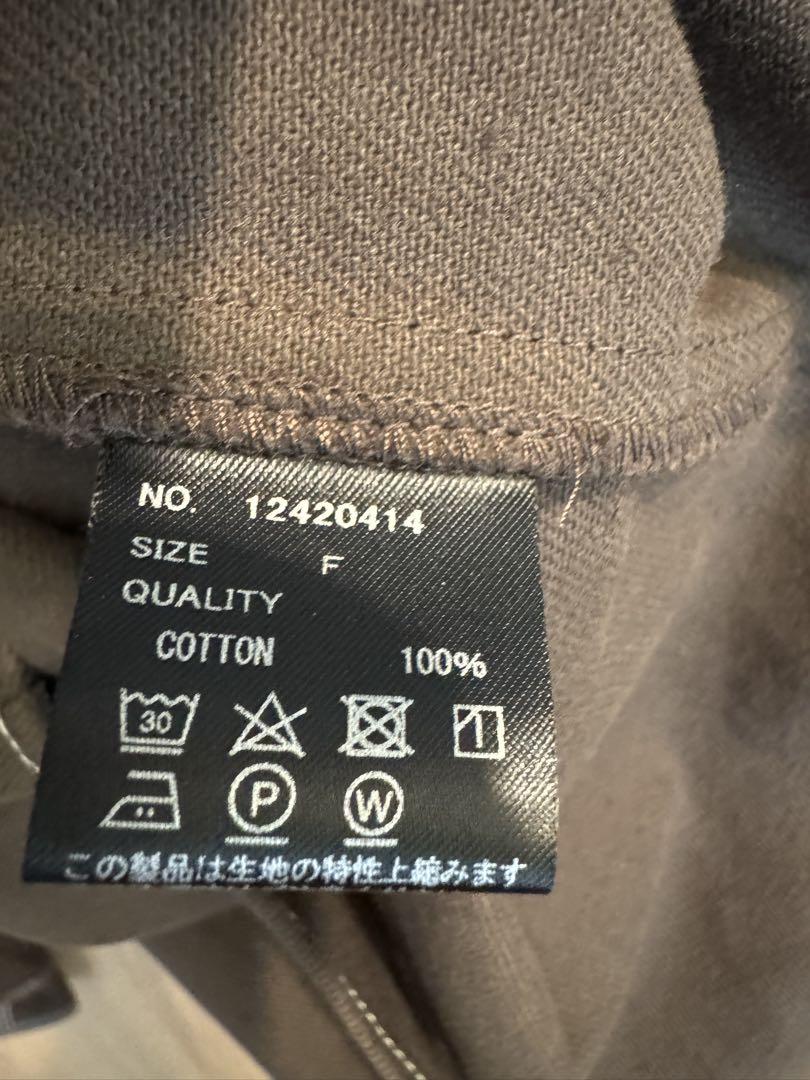 NO. 12420414
SIZE F
QUALITY
COTTON 100%
30
P W
この製品は生地の特性上縮みます